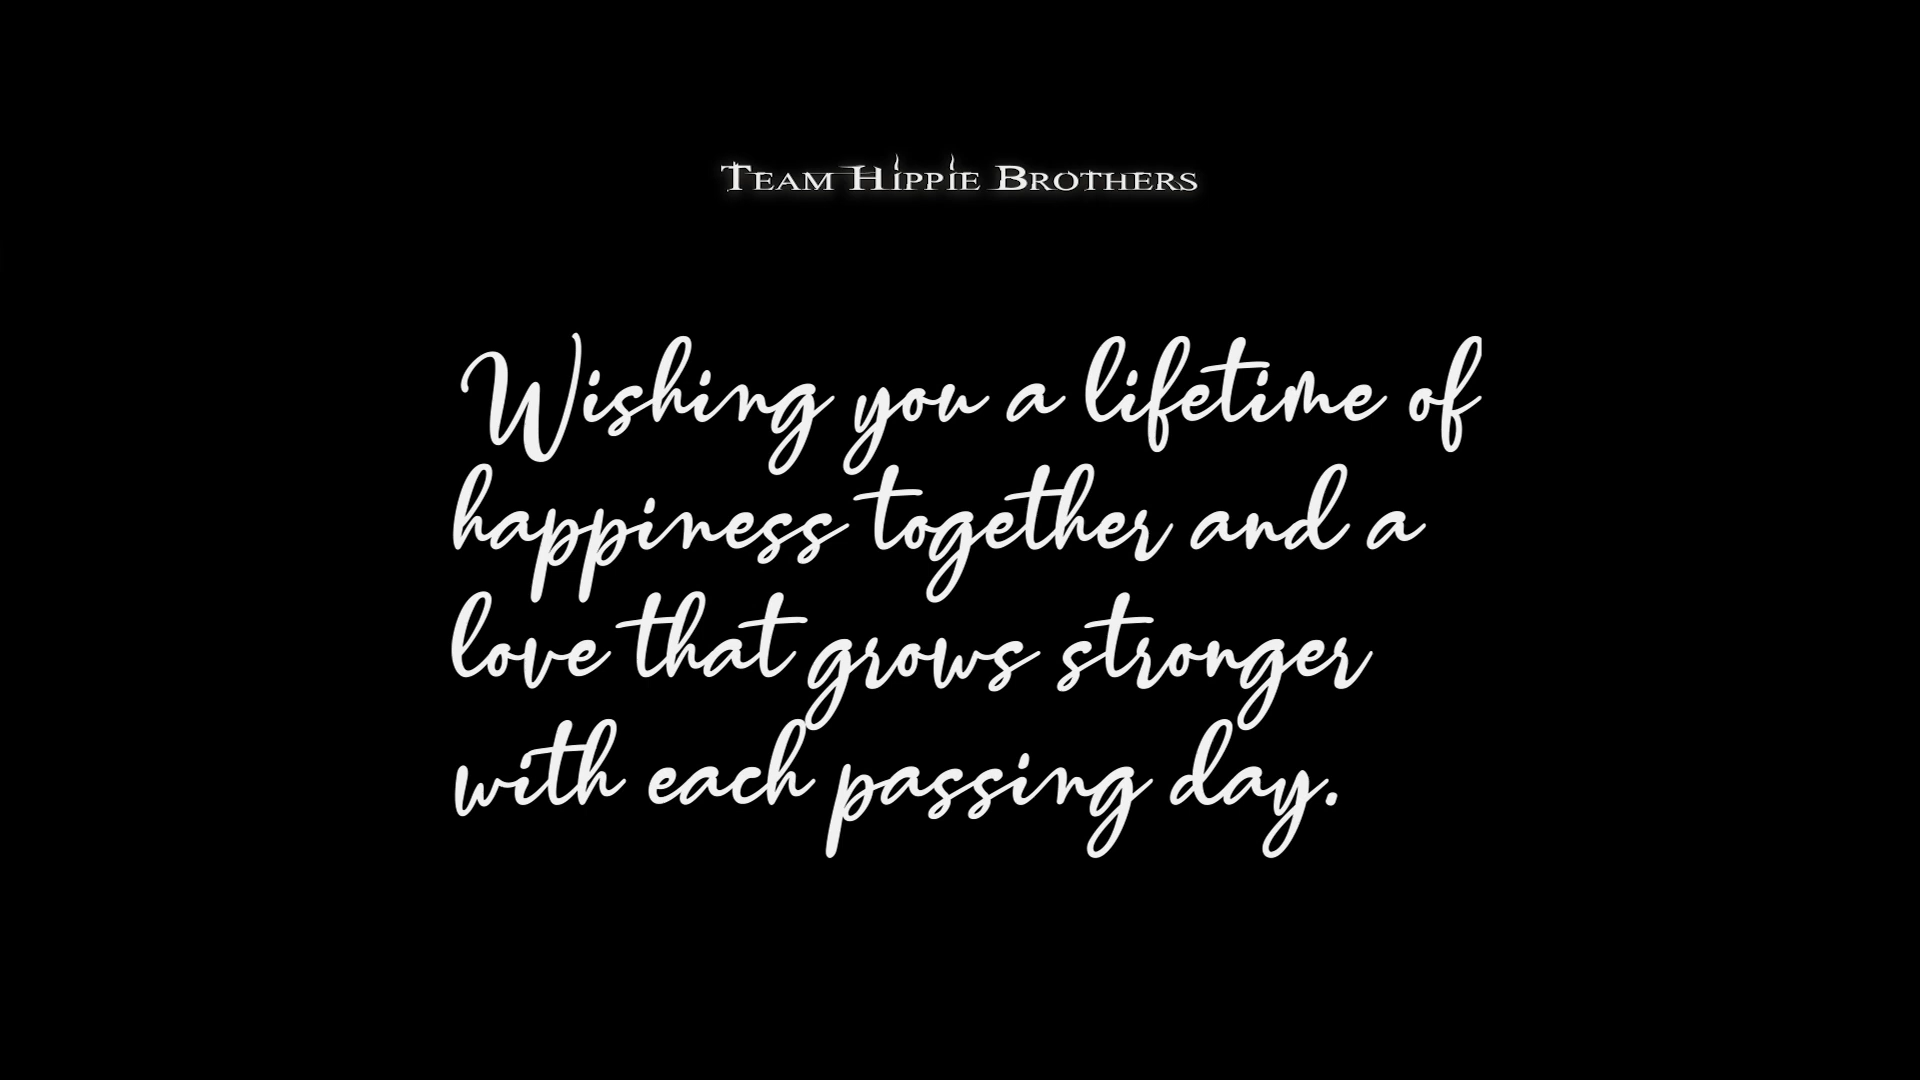 Team Hippie Brothers
Wishing you a lifetime of
happiness together and a
love that grows stronger
with each passing day.